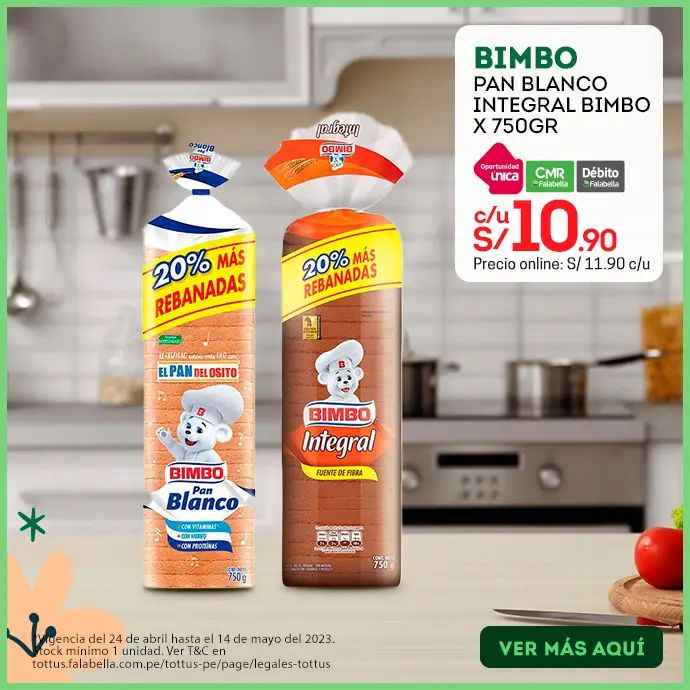 BIMBO
PAN BLANCO
INTEGRAL BIMBO
X 750GR
Oportunidad
única
CMR
Falabella
Débito
Falabella
c/u
S/10.90
Precio online: S/ 11.90 c/u
Blanco
BIMBO
20% MÁS
REBANADAS
EL PAN DEL OSITO
BIMBO
Pan
Blanco
CON VITAMINAS
+ CON HIERRO
+ CON PROTEÍNAS
CONT. NETO
750 g
Integral
BIMBO
20% MÁS
REBANADAS
BIMBO
Integral
FUENTE DE FIBRA
CONT. NETO
750 g
Vigencia del 24 de abril hasta el 14 de mayo del 2023.
Stock mínimo 1 unidad. Ver T&C en
tottus.falabella.com.pe/tottus-pe/page/legales-tottus
VER MÁS AQUÍ